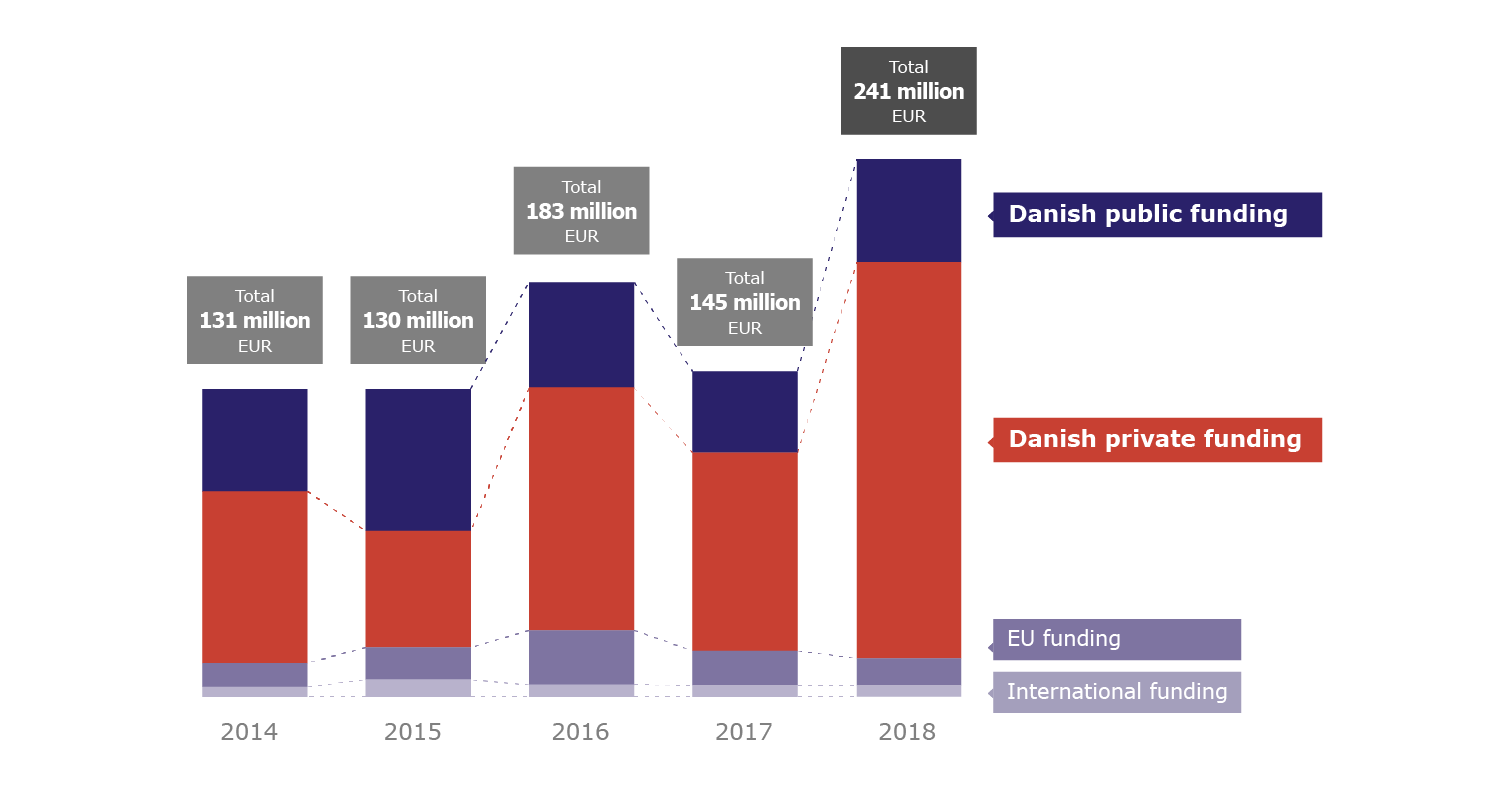 Total
241 million
EUR
Total
183 million
EUR
Total
145 million
EUR
Total
131 million
EUR
Total
130 million
EUR
Danish public funding
Danish private funding
EU funding
International funding
2014
2015
2016
2017
2018